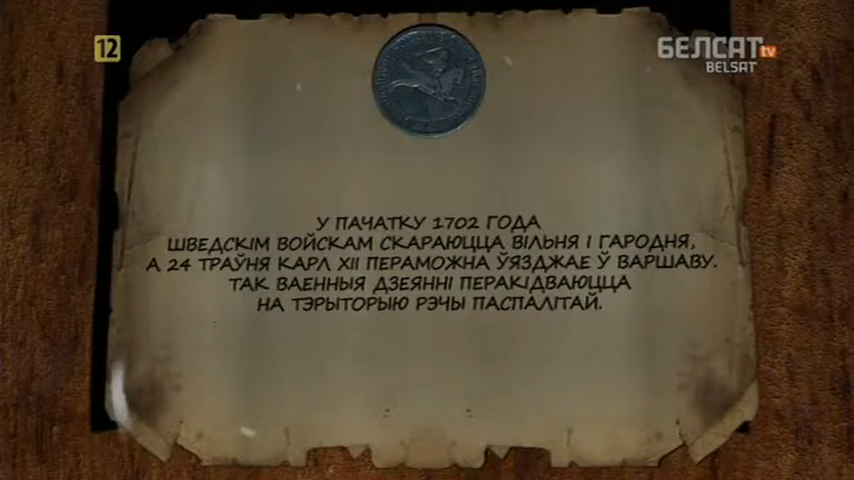 12
БЕЛСАТ tv
BELSAT
У ПАЧАТКУ 1702 ГОДА
ШВЕДСКІМ ВОЙСКАМ СКАРАЮЦЦА ВІЛЬНЯ І ГАРОДНЯ,
А 24 ТРАЎНЯ КАРЛ XII ПЕРАМОЖНА ЎЯЗДЖАЕ Ў ВАРШАВУ.
ТАК ВАЕННЫЯ ДЗЕЯННІ ПЕРАКІДВАЮЦЦА
НА ТЭРЫТОРЫЮ РЭЧЫ ПАСПАЛІТАЙ.